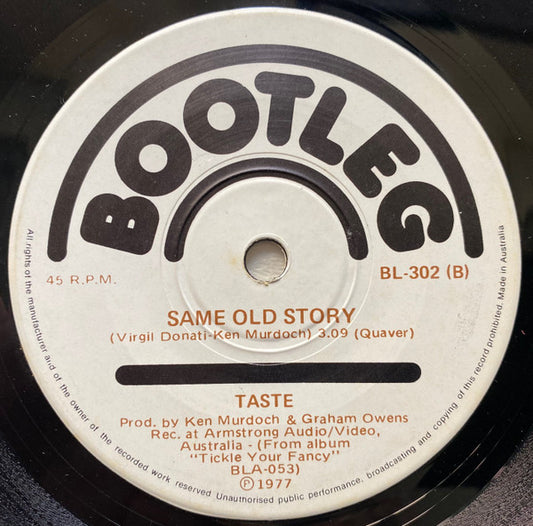 BOOTLEG
45 R.P.M.
BL-302 (B)
SAME OLD STORY
(Virgil Donati-Ken Murdoch) 3.09 (Quaver)
TASTE
Prod. by Ken Murdoch & Graham Owens
Rec. at Armstrong Audio/Video,
Australia - (From album
"Tickle Your Fancy"
BLA-053)
Ⓟ1977
All rights of the manufacturer and of the owner of the recorded work reserved Unauthorised public performance, broadcasting and copying of this record prohibited. Made in Australia